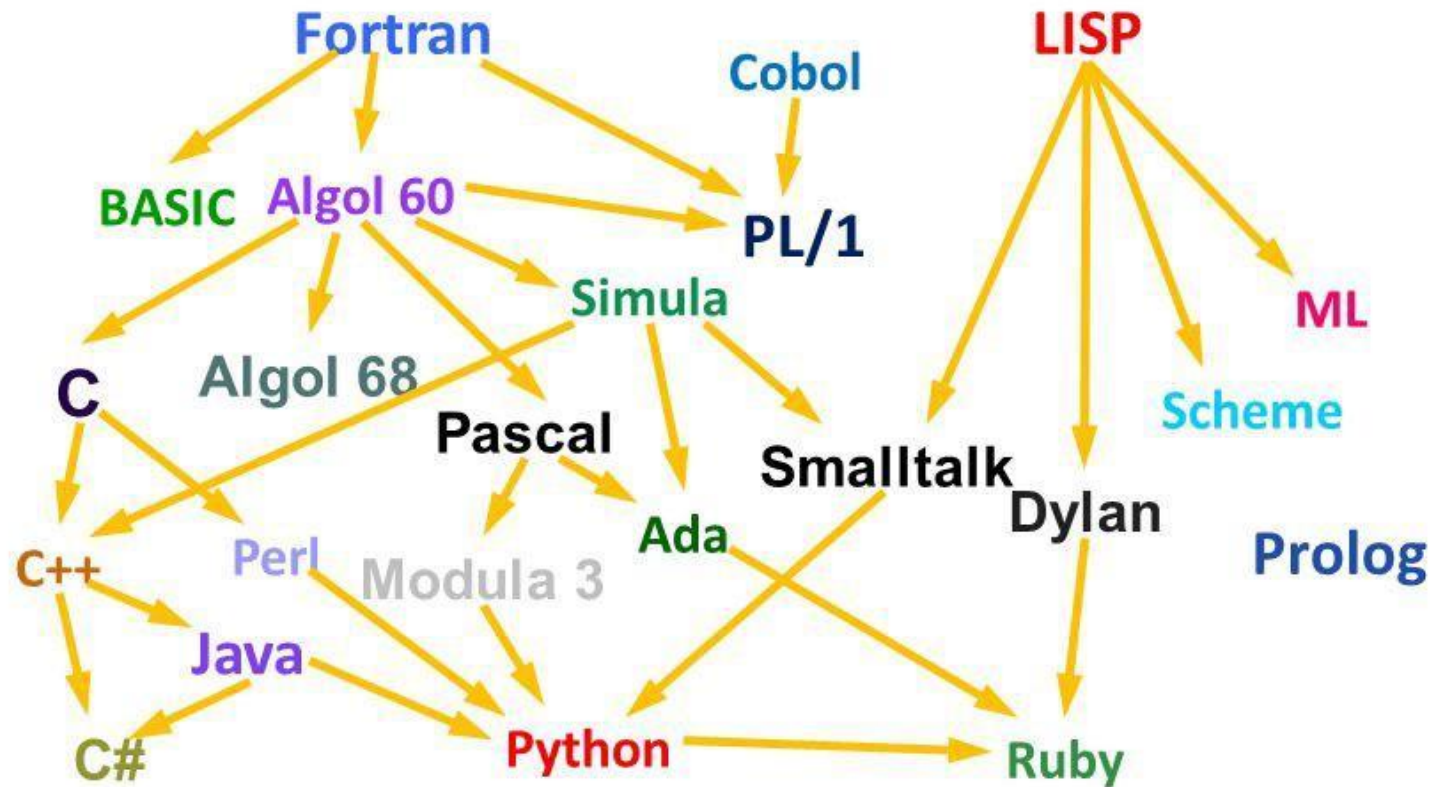 Fortran
LISP
Cobol
BASIC
Algol 60
PL/1
Simula
ML
C
Algol 68
Scheme
Pascal
Smalltalk
Dylan
C++
Perl
Modula 3
Ada
Prolog
Java
C#
Python
Ruby